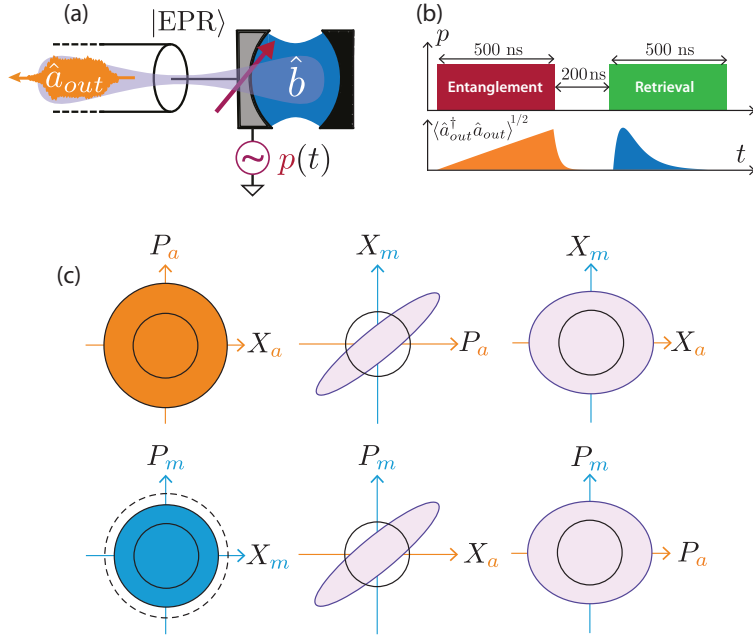 (a)
|EPR⟩
â_out
b̂
p(t)
(b)
p
500 ns
500 ns
200ns
Entanglement
Retrieval
⟨â†_out â_out⟩^1/2
t
(c)
P_a
X_a
X_m
P_a
X_m
X_a
P_m
X_m
P_m
X_a
P_m
P_a